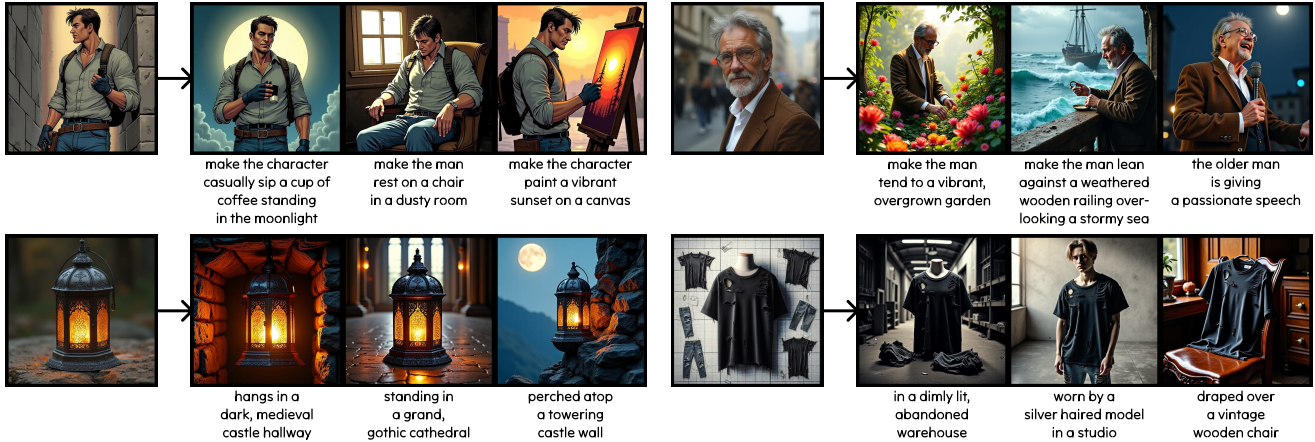 make the character
casually sip a cup of
coffee standing
in the moonlight
make the man
rest on a chair
in a dusty room
make the character
paint a vibrant
sunset on a canvas
make the man
tend to a vibrant,
overgrown garden
make the man lean
against a weathered
wooden railing over-
looking a stormy sea
the older man
is giving
a passionate speech
hangs in a
dark, medieval
castle hallway
standing in
a grand,
gothic cathedral
perched atop
a towering
castle wall
in a dimly lit,
abandoned
warehouse
worn by a
silver haired model
in a studio
draped over
a vintage
wooden chair